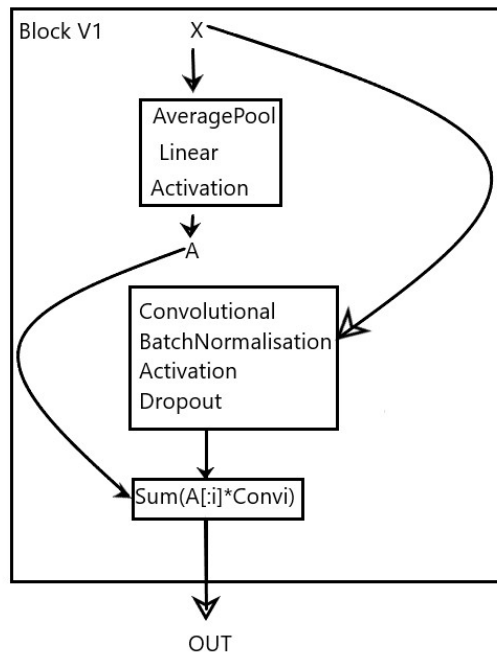 Block V1
X
AveragePool
Linear
Activation
A
Convolutional
BatchNormalisation
Activation
Dropout
Sum(A[:i]*Convi)
OUT